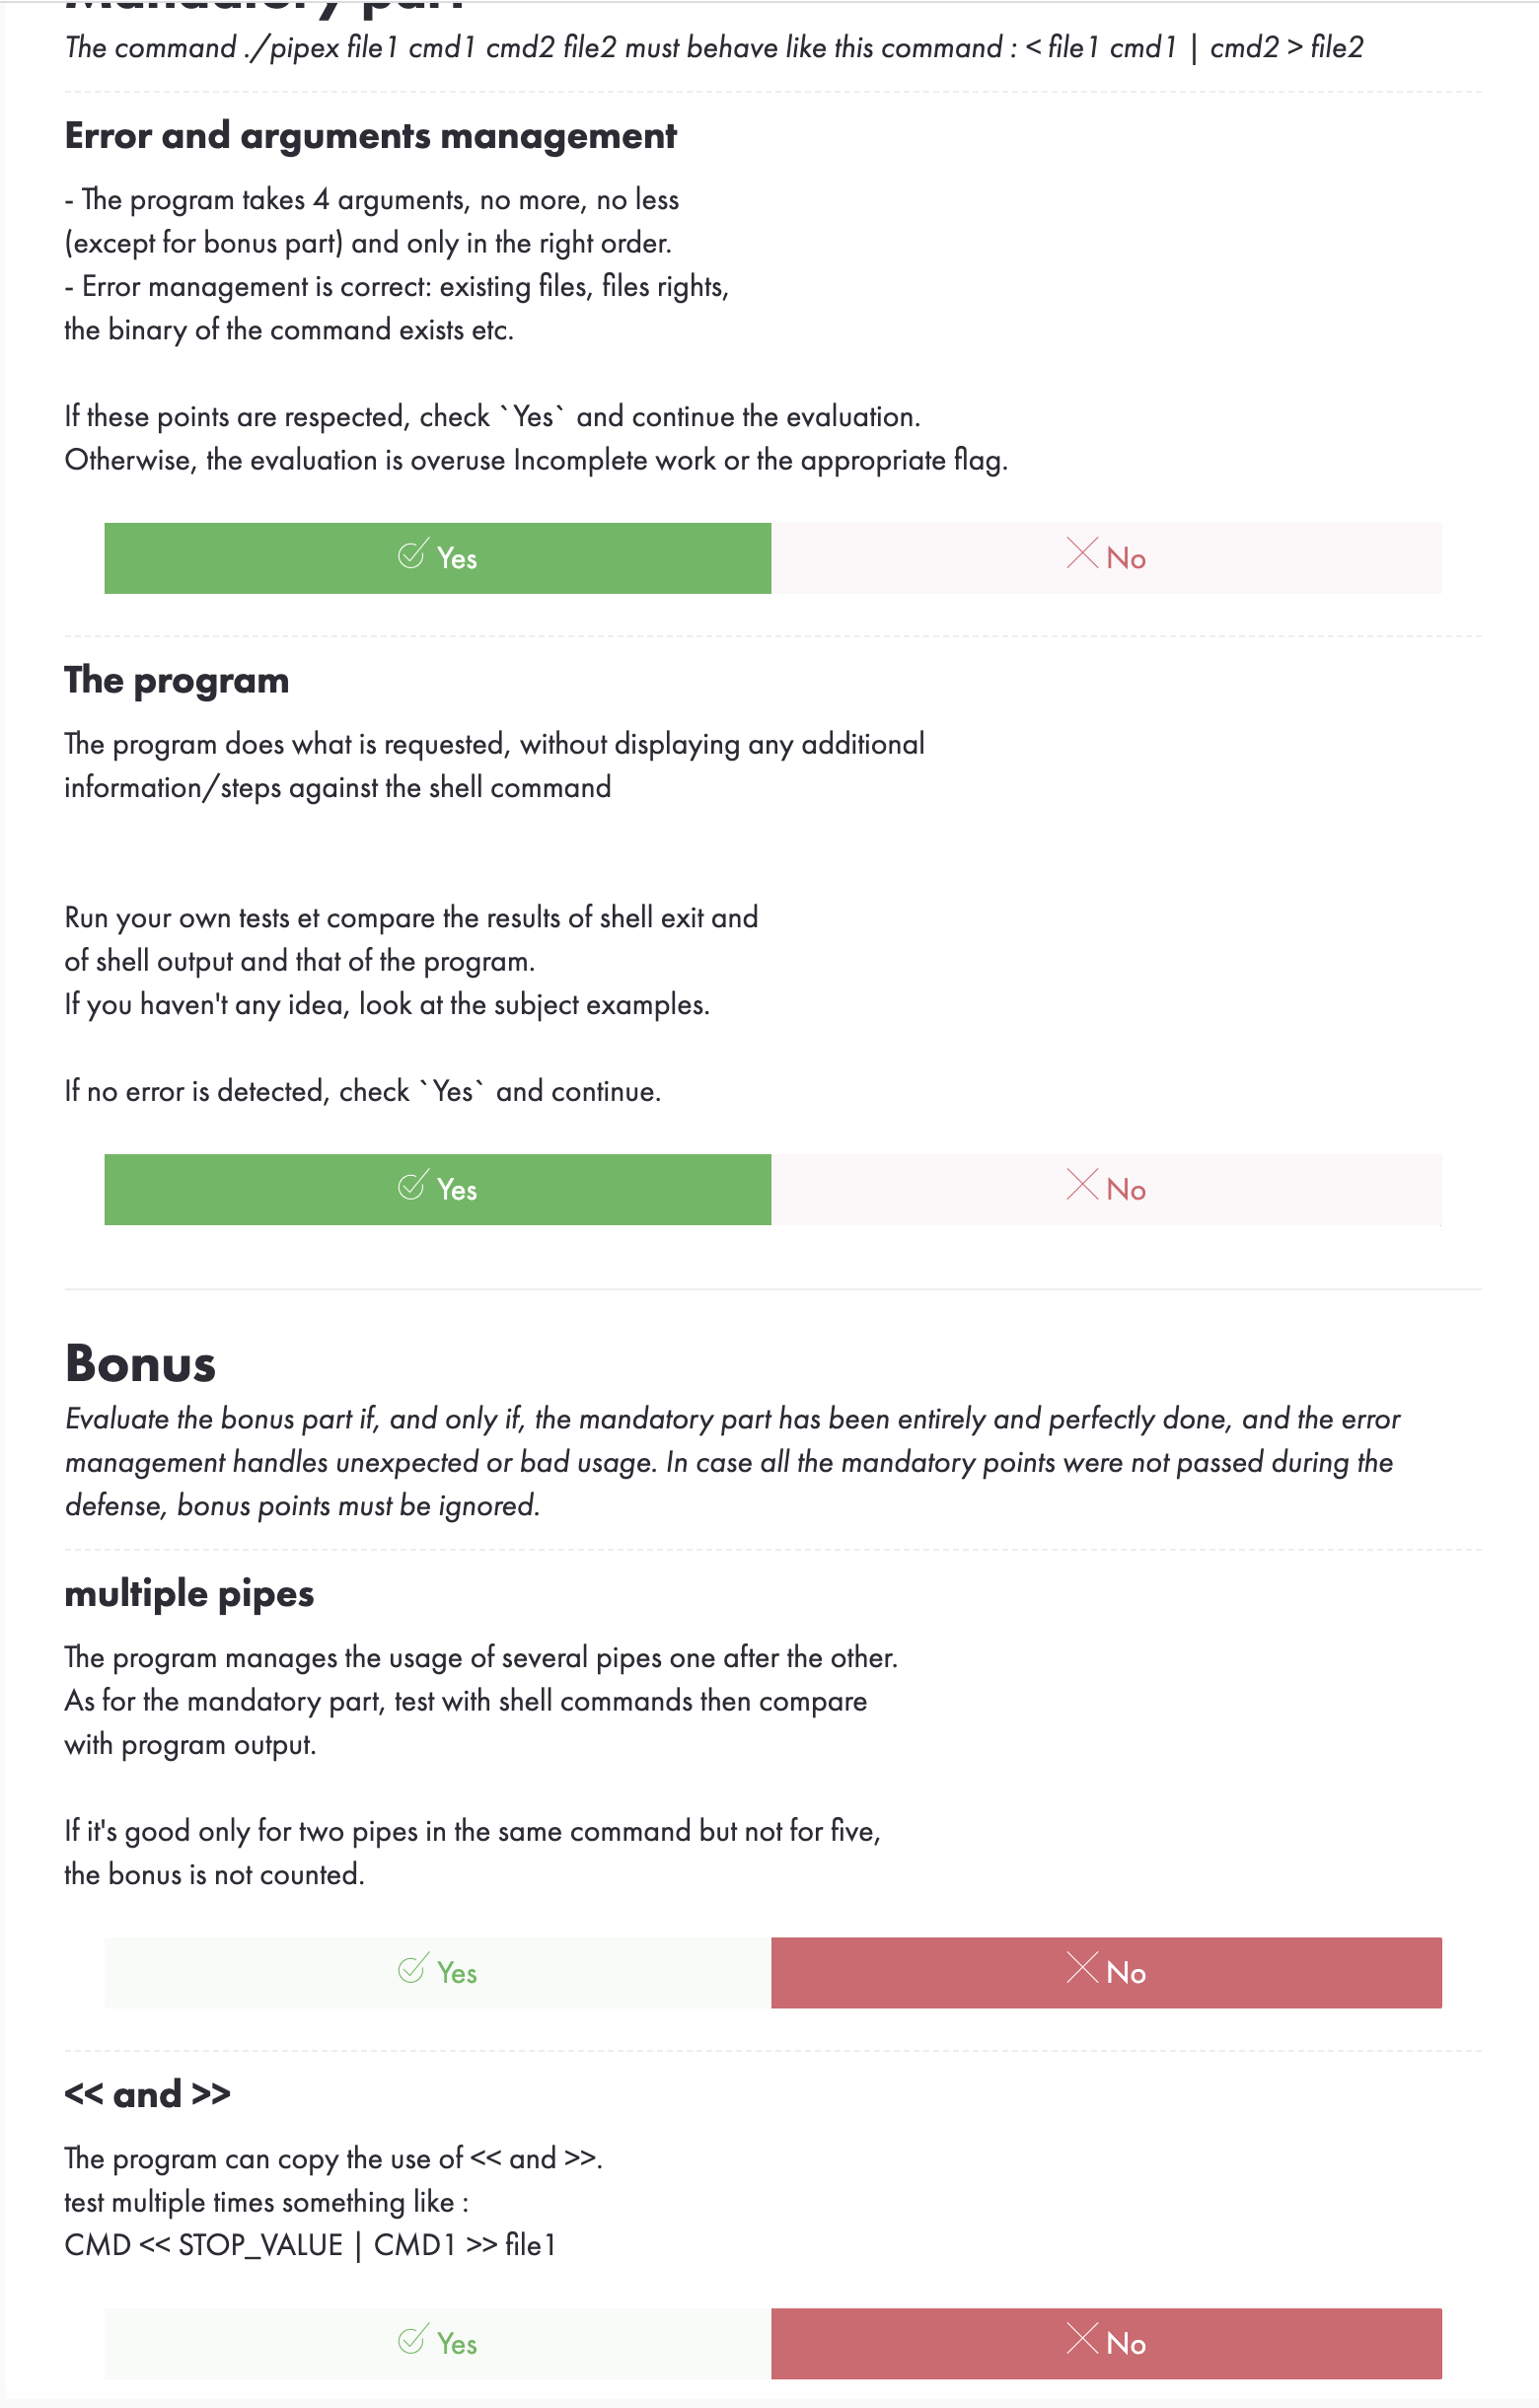 Mandatory part
The command ./pipex file1 cmd1 cmd2 file2 must behave like this command : < file1 cmd1 | cmd2 > file2
Error and arguments management
- The program takes 4 arguments, no more, no less
(except for bonus part) and only in the right order.
- Error management is correct: existing files, files rights,
the binary of the command exists etc.
If these points are respected, check `Yes` and continue the evaluation.
Otherwise, the evaluation is overuse Incomplete work or the appropriate flag.
Yes
No
The program
The program does what is requested, without displaying any additional
information/steps against the shell command
Run your own tests et compare the results of shell exit and
of shell output and that of the program.
If you haven't any idea, look at the subject examples.
If no error is detected, check `Yes` and continue.
Yes
No
Bonus
Evaluate the bonus part if, and only if, the mandatory part has been entirely and perfectly done, and the error
management handles unexpected or bad usage. In case all the mandatory points were not passed during the
defense, bonus points must be ignored.
multiple pipes
The program manages the usage of several pipes one after the other.
As for the mandatory part, test with shell commands then compare
with program output.
If it's good only for two pipes in the same command but not for five,
the bonus is not counted.
Yes
No
<< and >>
The program can copy the use of << and >>.
test multiple times something like :
CMD << STOP_VALUE | CMD1 >> file1
Yes
No